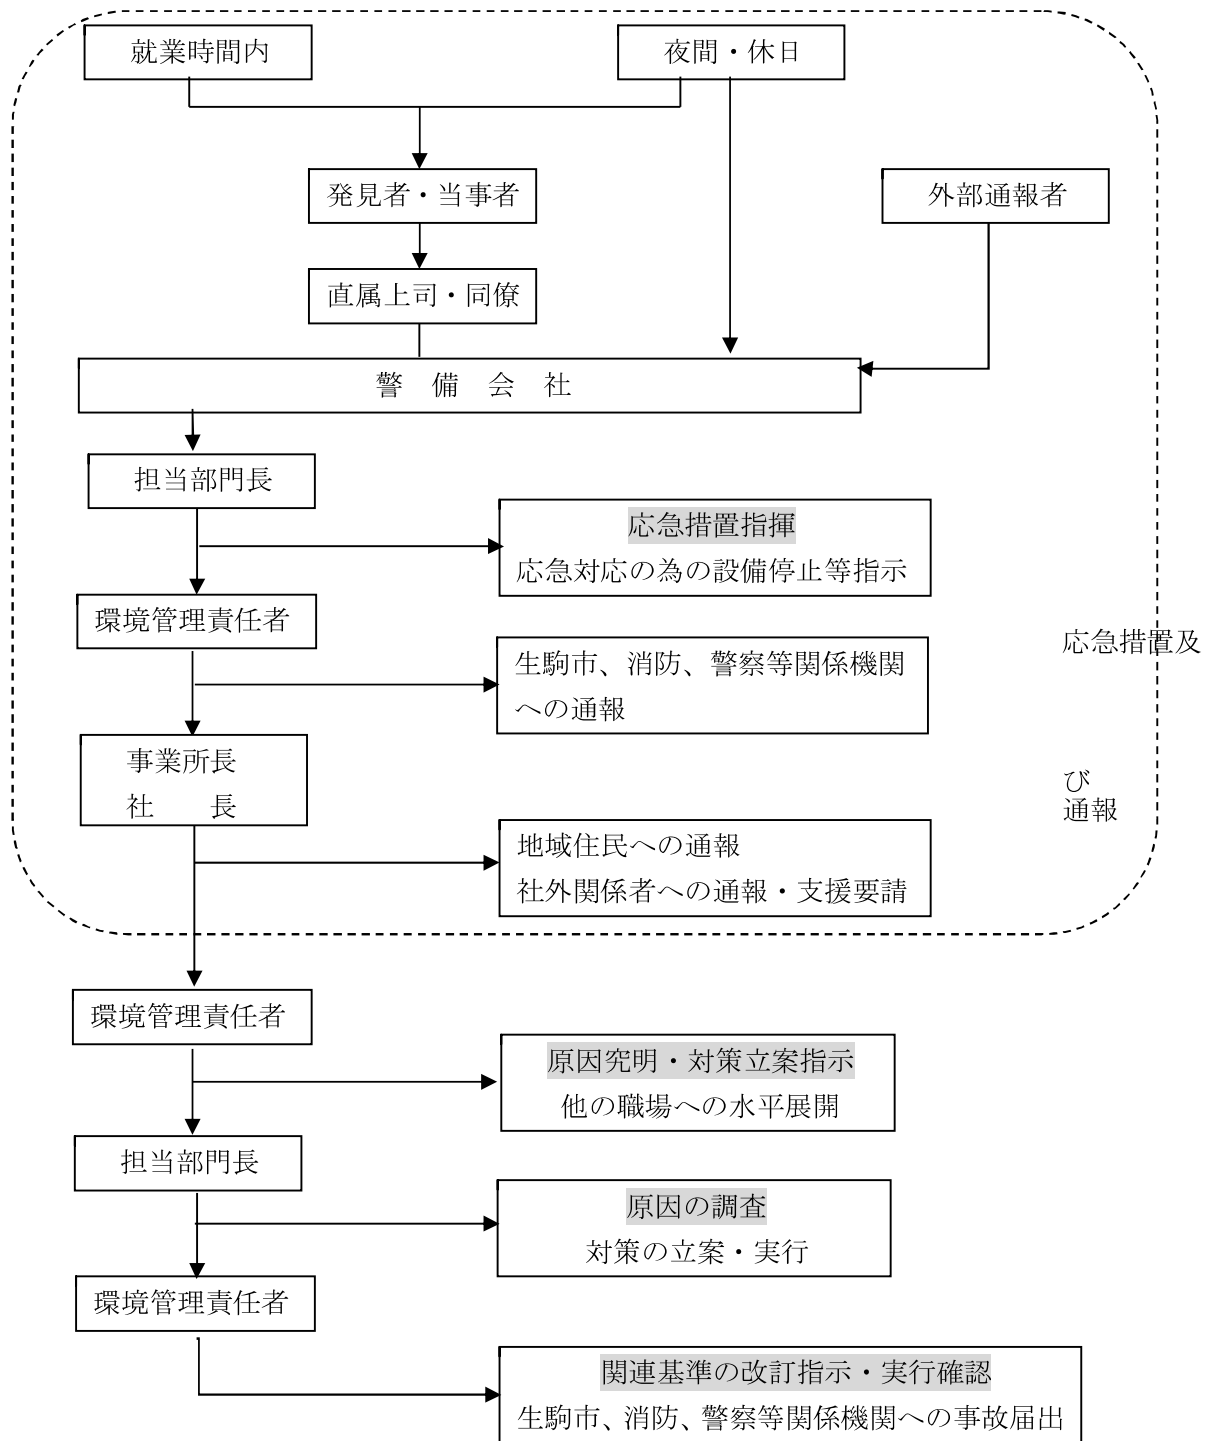 就業時間内
夜間・休日
発見者・当事者
外部通報者
直属上司・同僚
警　備　会　社
担当部門長
応急措置指揮
応急対応の為の設備停止等指示
環境管理責任者
応急措置及
び
通報
生駒市、消防、警察等関係機関
への通報
事業所長
社　　長
地域住民への通報
社外関係者への通報・支援要請
環境管理責任者
原因究明・対策立案指示
他の職場への水平展開
担当部門長
原因の調査
対策の立案・実行
環境管理責任者
関連基準の改訂指示・実行確認
生駒市、消防、警察等関係機関への事故届出